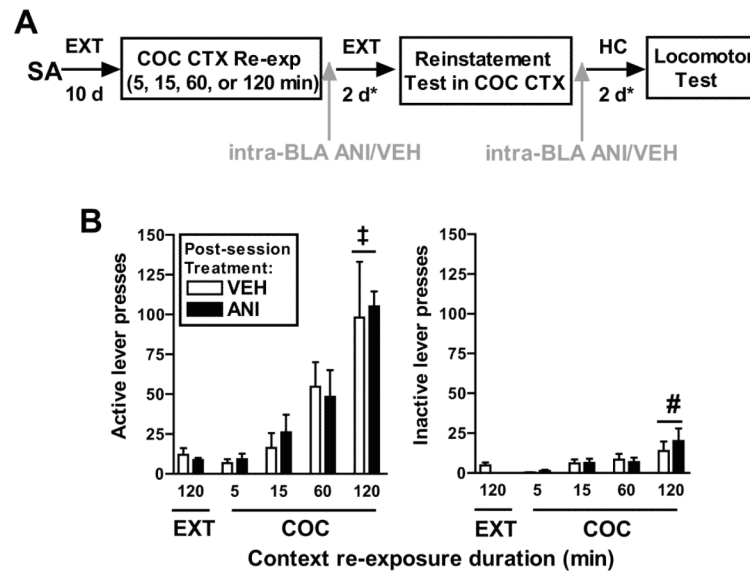 A
SA
EXT
10 d
COC CTX Re-exp
(5, 15, 60, or 120 min)
EXT
2 d*
Reinstatement
Test in COC CTX
HC
2 d*
Locomotor
Test
intra-BLA ANI/VEH
intra-BLA ANI/VEH
B
Active lever presses
150
125
100
75
50
25
0
Post-session
Treatment:
VEH
ANI
‡
120
5
15
60
120
EXT
COC
Inactive lever presses
150
125
100
75
50
25
0
#
120
5
15
60
120
EXT
COC
Context re-exposure duration (min)